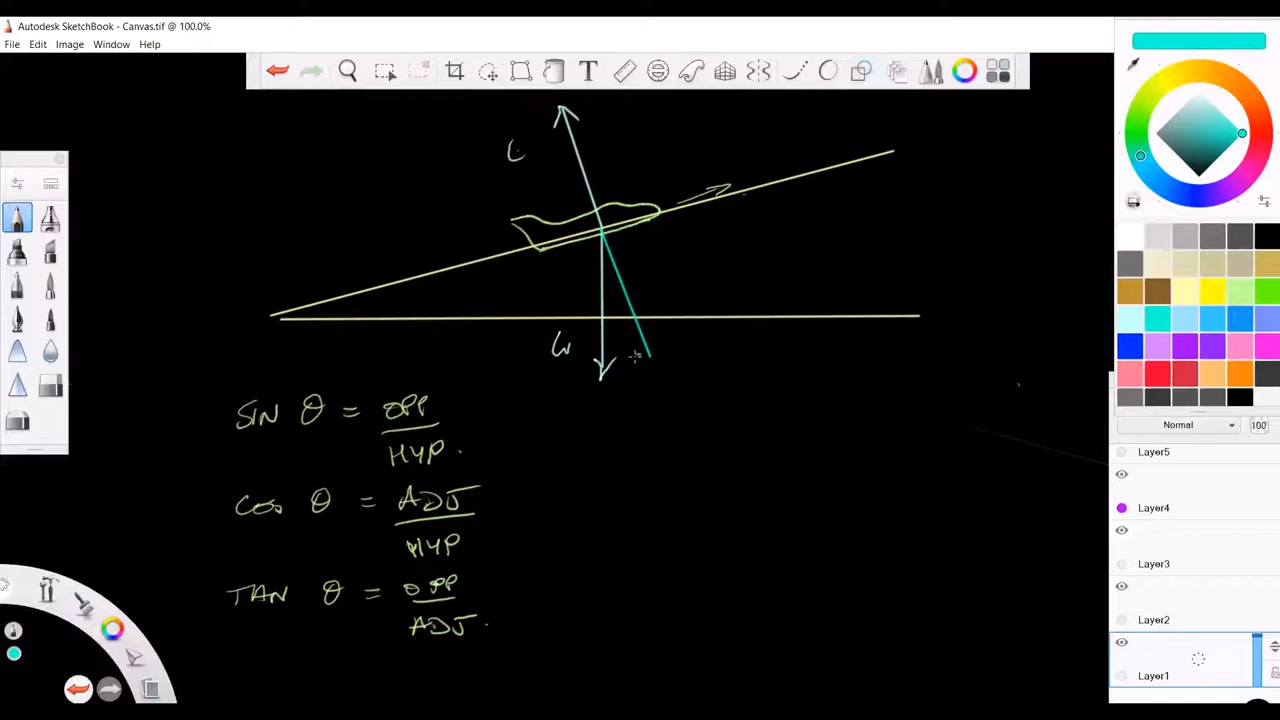 Autodesk SketchBook - Canvas.tif @ 100.0%
File Edit Image Window Help
T
L
W
SIN θ = OPP
HYP.
COS θ = ADJ
HYP
TAN θ = OPP
ADJ.
Normal 100
Layer5
Layer4
Layer3
Layer2
Layer1